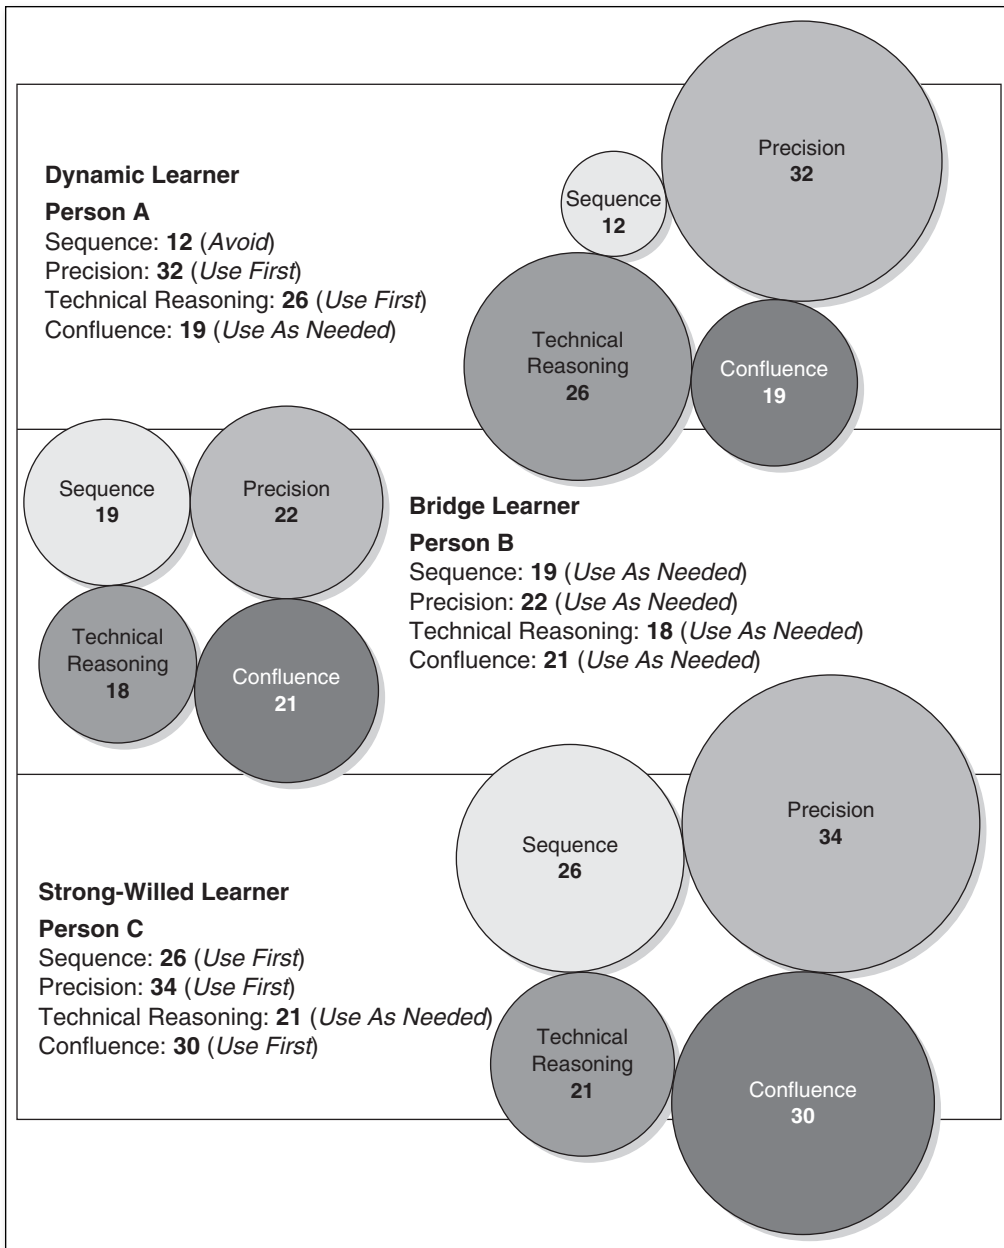 Dynamic Learner
Person A
Sequence: 12 (Avoid)
Precision: 32 (Use First)
Technical Reasoning: 26 (Use First)
Confluence: 19 (Use As Needed)
Precision
32
Sequence
12
Technical
Reasoning
26
Confluence
19
Sequence
19
Precision
22
Technical
Reasoning
18
Confluence
21
Bridge Learner
Person B
Sequence: 19 (Use As Needed)
Precision: 22 (Use As Needed)
Technical Reasoning: 18 (Use As Needed)
Confluence: 21 (Use As Needed)
Strong-Willed Learner
Person C
Sequence: 26 (Use First)
Precision: 34 (Use First)
Technical Reasoning: 21 (Use As Needed)
Confluence: 30 (Use First)
Sequence
26
Precision
34
Technical
Reasoning
21
Confluence
30